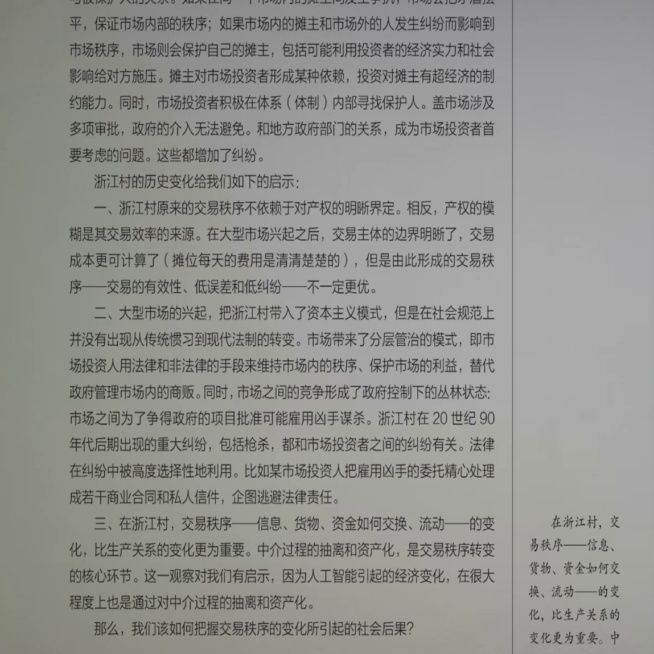 平，保证市场内部的秩序；如果市场内的摊主和市场外的人发生纠纷而影响到
市场秩序，市场则会保护自己的摊主，包括可能利用投资者的经济实力和社会
影响给对方施压。摊主对市场投资者形成某种依赖，投资对摊主有超经济的制
约能力。同时，市场投资者积极在体系（体制）内部寻找保护人。盖市场涉及
多项审批，政府的介入无法避免。和地方政府部门的关系，成为市场投资者首
要考虑的问题。这些都增加了纠纷。
浙江村的历史变化给我们如下的启示：
一、浙江村原来的交易秩序不依赖于对产权的明晰界定。相反，产权的模
糊是其交易效率的来源。在大型市场兴起之后，交易主体的边界明晰了，交易
成本更可计算了（摊位每天的费用是清清楚楚的），但是由此形成的交易秩
序——交易的有效性、低误差和低纠纷——不一定更优。
二、大型市场的兴起，把浙江村带入了资本主义模式，但是在社会规范上
并没有出现从传统惯习到现代法制的转变。市场带来了分层管治的模式，即市
场投资人用法律和非法律的手段来维持市场内的秩序、保护市场的利益，替代
政府管理市场内的商贩。同时，市场之间的竞争形成了政府控制下的丛林状态：
市场之间为了争得政府的项目批准可能雇用凶手谋杀。浙江村在 20 世纪 90
年代后期出现的重大纠纷，包括枪杀，都和市场投资者之间的纠纷有关。法律
在纠纷中被高度选择性地利用。比如某市场投资人把雇用凶手的委托精心处理
成若干商业合同和私人信件，企图逃避法律责任。
三、在浙江村，交易秩序——信息、货物、资金如何交换、流动——的变
化，比生产关系的变化更为重要。中介过程的抽离和资产化，是交易秩序转变
的核心环节。这一观察对我们有启示，因为人工智能引起的经济变化，在很大
程度上也是通过对中介过程的抽离和资产化。
那么，我们该如何把握交易秩序的变化所引起的社会后果？
在浙江村，交
易秩序——信息、
货物、资金如何交
换、流动——的变
化，比生产关系的
变化更为重要。中